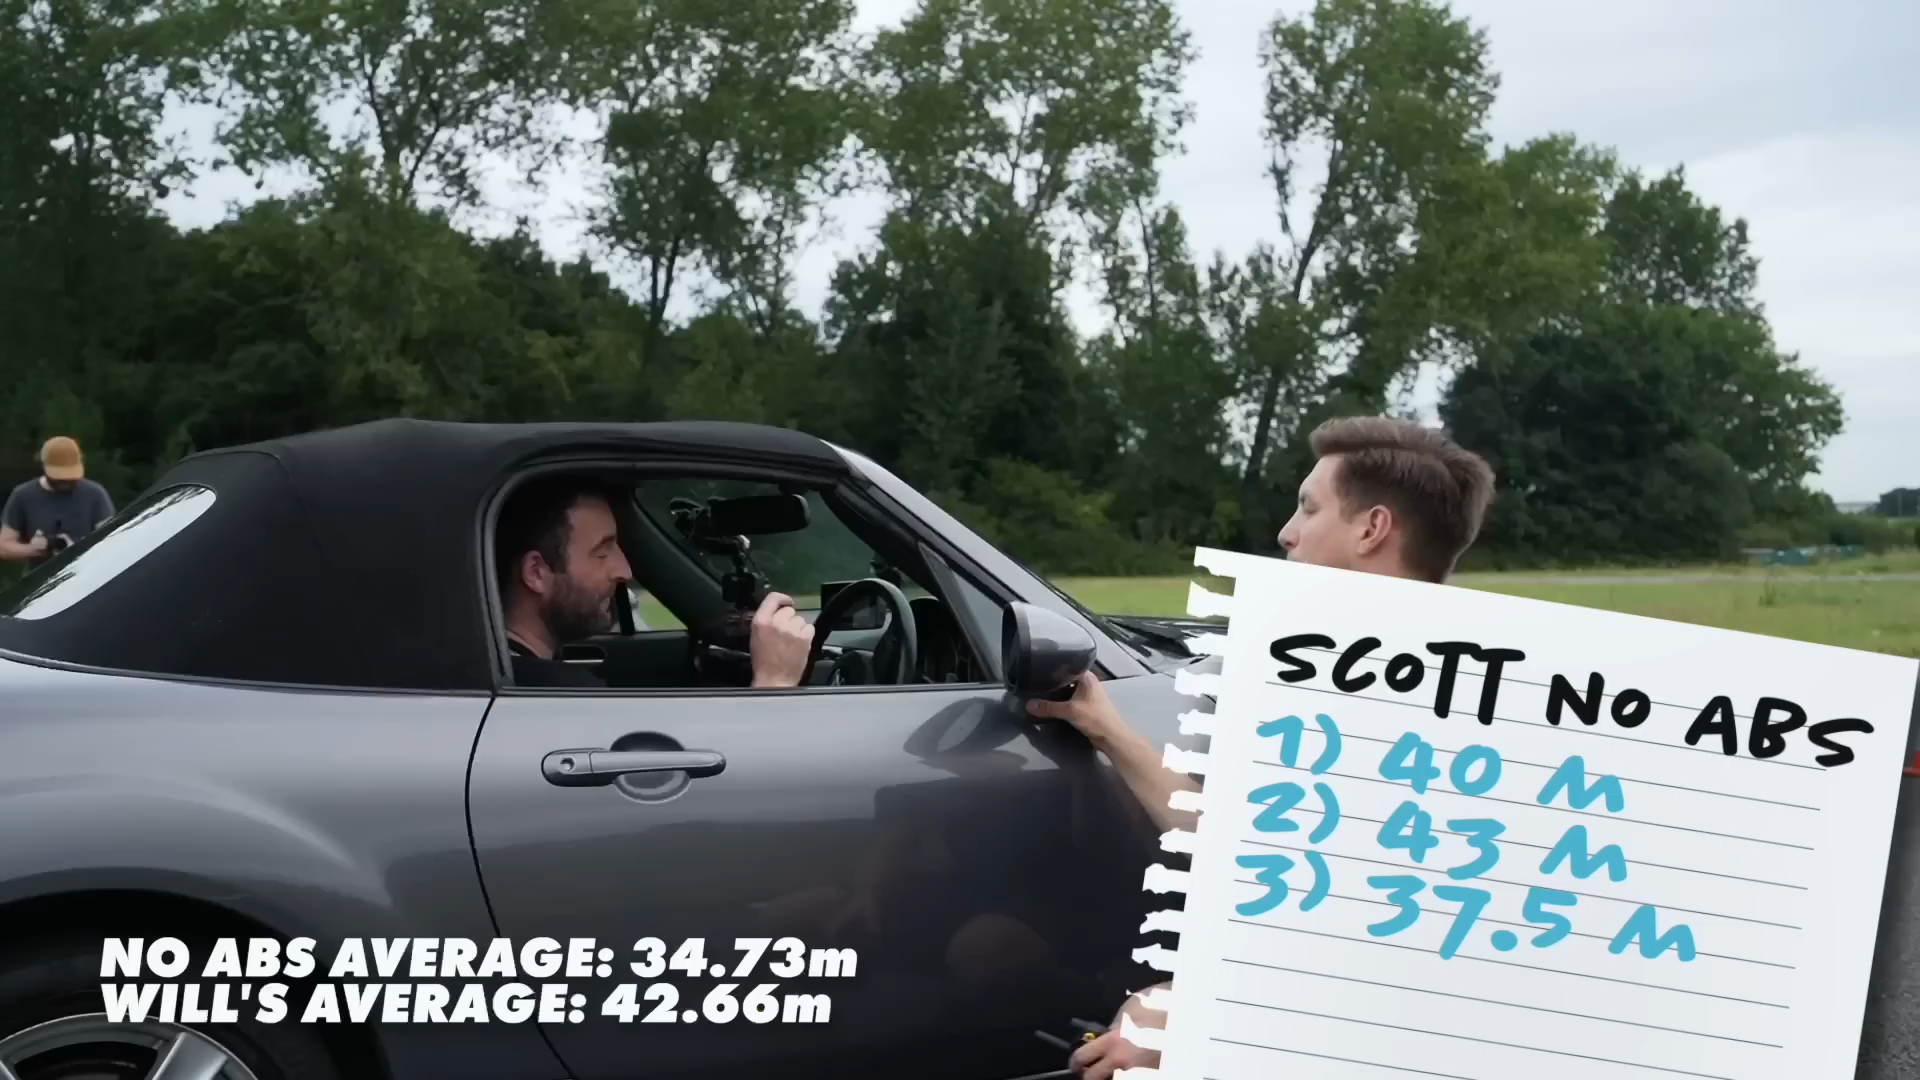 SCOTT NO ABS
1) 40 M
2) 43 M
3) 37.5 M
NO ABS AVERAGE: 34.73m
WILL'S AVERAGE: 42.66m